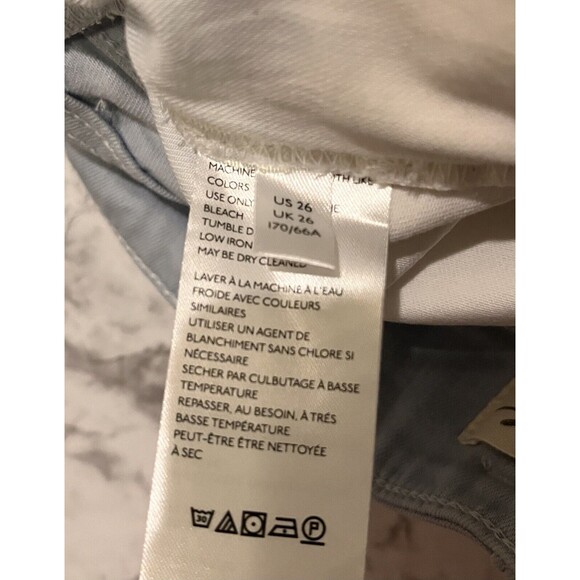 MACHINE
COLORS
USE ONLY
BLEACH
TUMBLE D
LOW IRON
MAY BE DRY CLEANED
US 26
UK 26
170/66A
LAVER À LA MACHINE À L'EAU
FROIDE AVEC COULEURS
SIMILAIRES
UTILISER UN AGENT DE
BLANCHIMENT SANS CHLORE SI
NÉCESSAIRE
SECHER PAR CULBUTAGE À BASSE
TEMPERATURE
REPASSER, AU BESOIN, À TRÉS
BASSE TEMPÉRATURE
PEUT-ÊTRE ÊTRE NETTOYÉE
À SEC
30
P